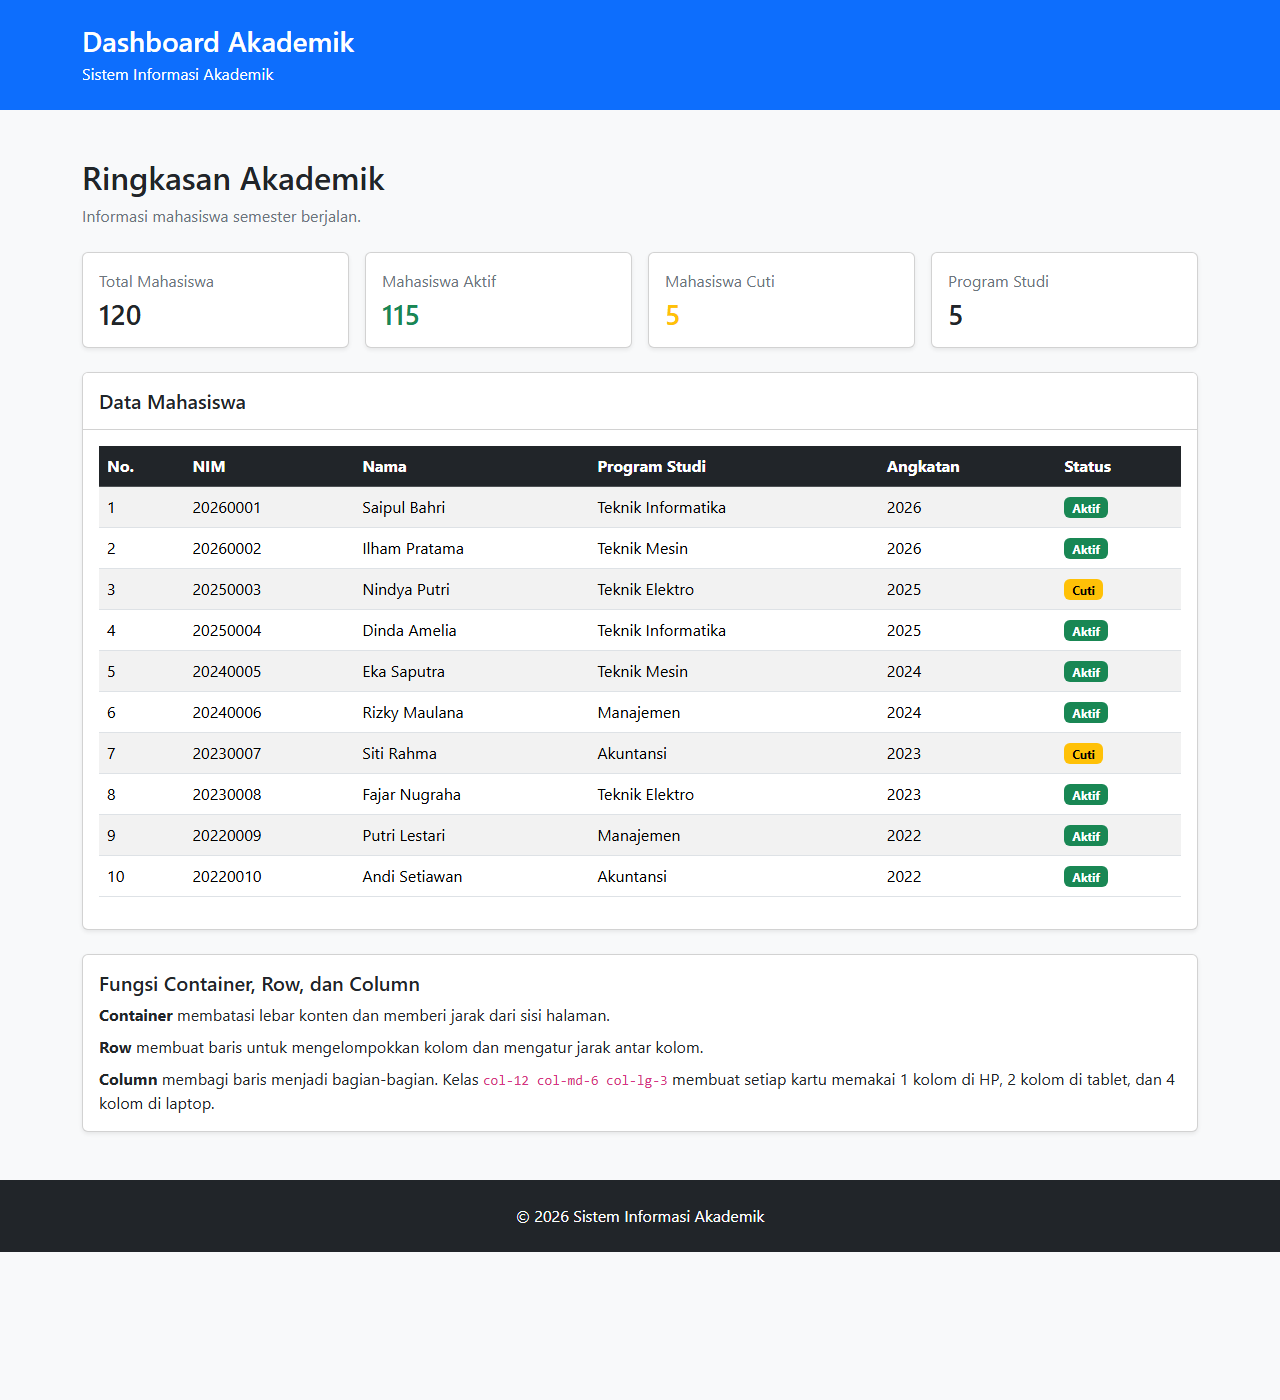 Dashboard Akademik
Sistem Informasi Akademik
Ringkasan Akademik
Informasi mahasiswa semester berjalan.
Total Mahasiswa
120
Mahasiswa Aktif
115
Mahasiswa Cuti
5
Program Studi
5
Data Mahasiswa
No. NIM Nama Program Studi Angkatan Status
1 20260001 Saipul Bahri Teknik Informatika 2026 Aktif
2 20260002 Ilham Pratama Teknik Mesin 2026 Aktif
3 20250003 Nindya Putri Teknik Elektro 2025 Cuti
4 20250004 Dinda Amelia Teknik Informatika 2025 Aktif
5 20240005 Eka Saputra Teknik Mesin 2024 Aktif
6 20240006 Rizky Maulana Manajemen 2024 Aktif
7 20230007 Siti Rahma Akuntansi 2023 Cuti
8 20230008 Fajar Nugraha Teknik Elektro 2023 Aktif
9 20220009 Putri Lestari Manajemen 2022 Aktif
10 20220010 Andi Setiawan Akuntansi 2022 Aktif
Fungsi Container, Row, dan Column
Container membatasi lebar konten dan memberi jarak dari sisi halaman.
Row membuat baris untuk mengelompokkan kolom dan mengatur jarak antar kolom.
Column membagi baris menjadi bagian-bagian. Kelas col-12 col-md-6 col-lg-3 membuat setiap kartu memakai 1 kolom di HP, 2 kolom di tablet, dan 4
kolom di laptop.
© 2026 Sistem Informasi Akademik